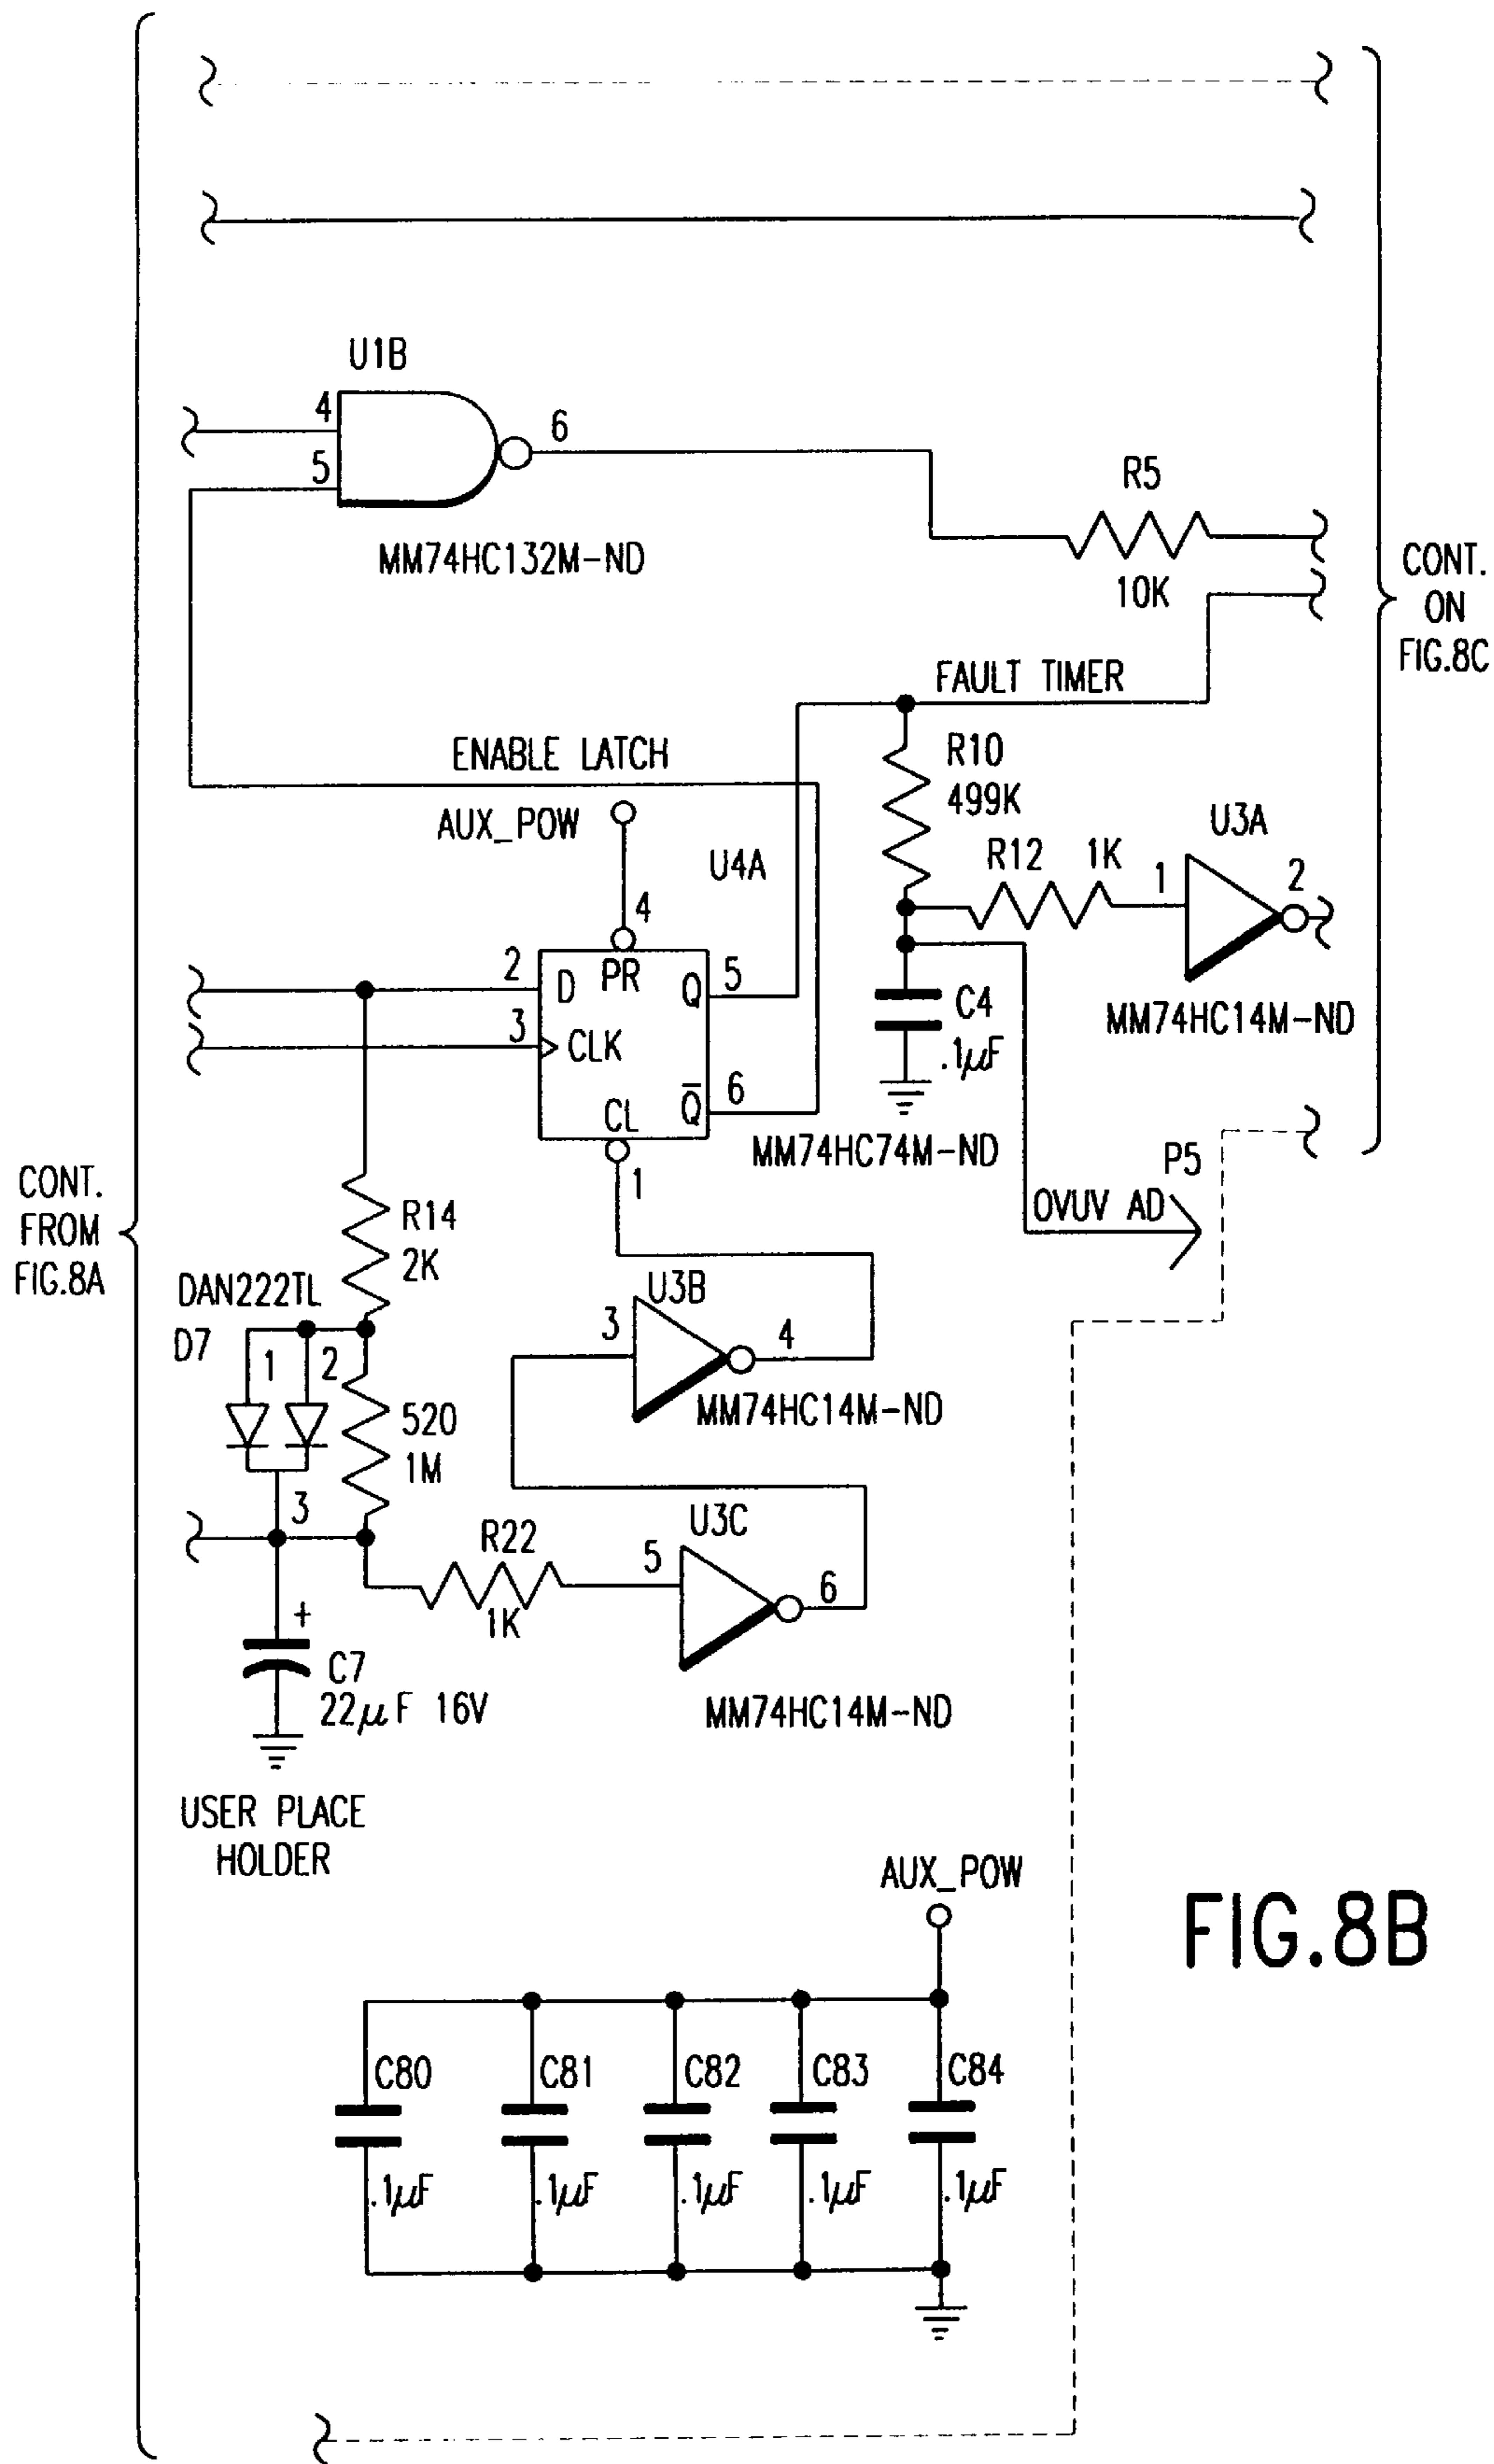 U1B
4
5
6
MM74HC132M-ND
R5
10K
CONT.
ON
FIG.8C
FAULT TIMER
ENABLE LATCH
AUX_POW
U4A
R10
499K
R12 1K
U3A
1
2
MM74HC14M-ND
4
PR
2
D
Q
5
3
CLK
CL
Q̅
6
1
C4
.1μF
MM74HC74M-ND
P5
OVUV AD
CONT.
FROM
FIG.8A
R14
2K
DAN222TL
D7
1
2
3
520
1M
U3B
3
4
MM74HC14M-ND
R22
1K
U3C
5
6
MM74HC14M-ND
+
C7
22μF 16V
USER PLACE
HOLDER
AUX_POW
FIG.8B
C80
C81
C82
C83
C84
.1μF
.1μF
.1μF
.1μF
.1μF